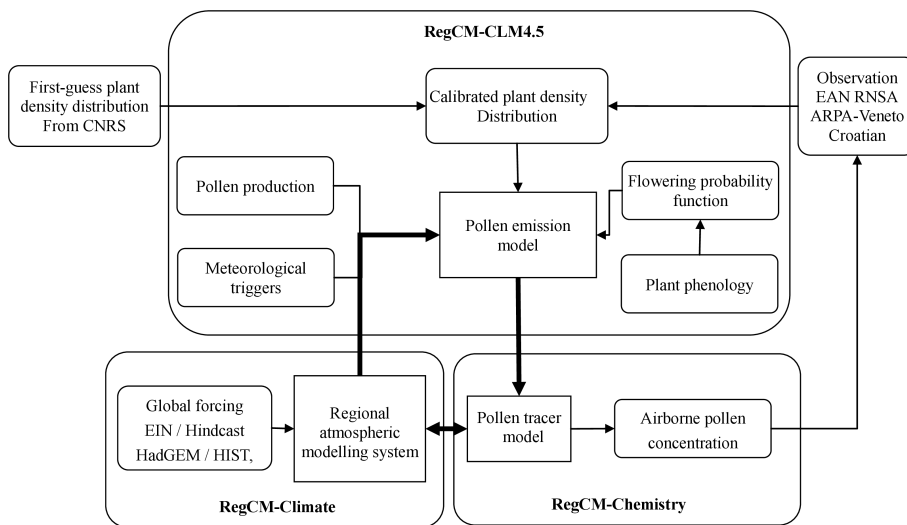 RegCM-CLM4.5
First-guess plant
density distribution
From CNRS
Calibrated plant density
Distribution
Observation
EAN RNSA
ARPA-Veneto
Croatian
Pollen production
Pollen emission
model
Flowering probability
function
Meteorological
triggers
Plant phenology
Global forcing
EIN / Hindcast
HadGEM / HIST,
Regional
atmospheric
modelling system
Pollen tracer
model
Airborne pollen
concentration
RegCM-Climate
RegCM-Chemistry